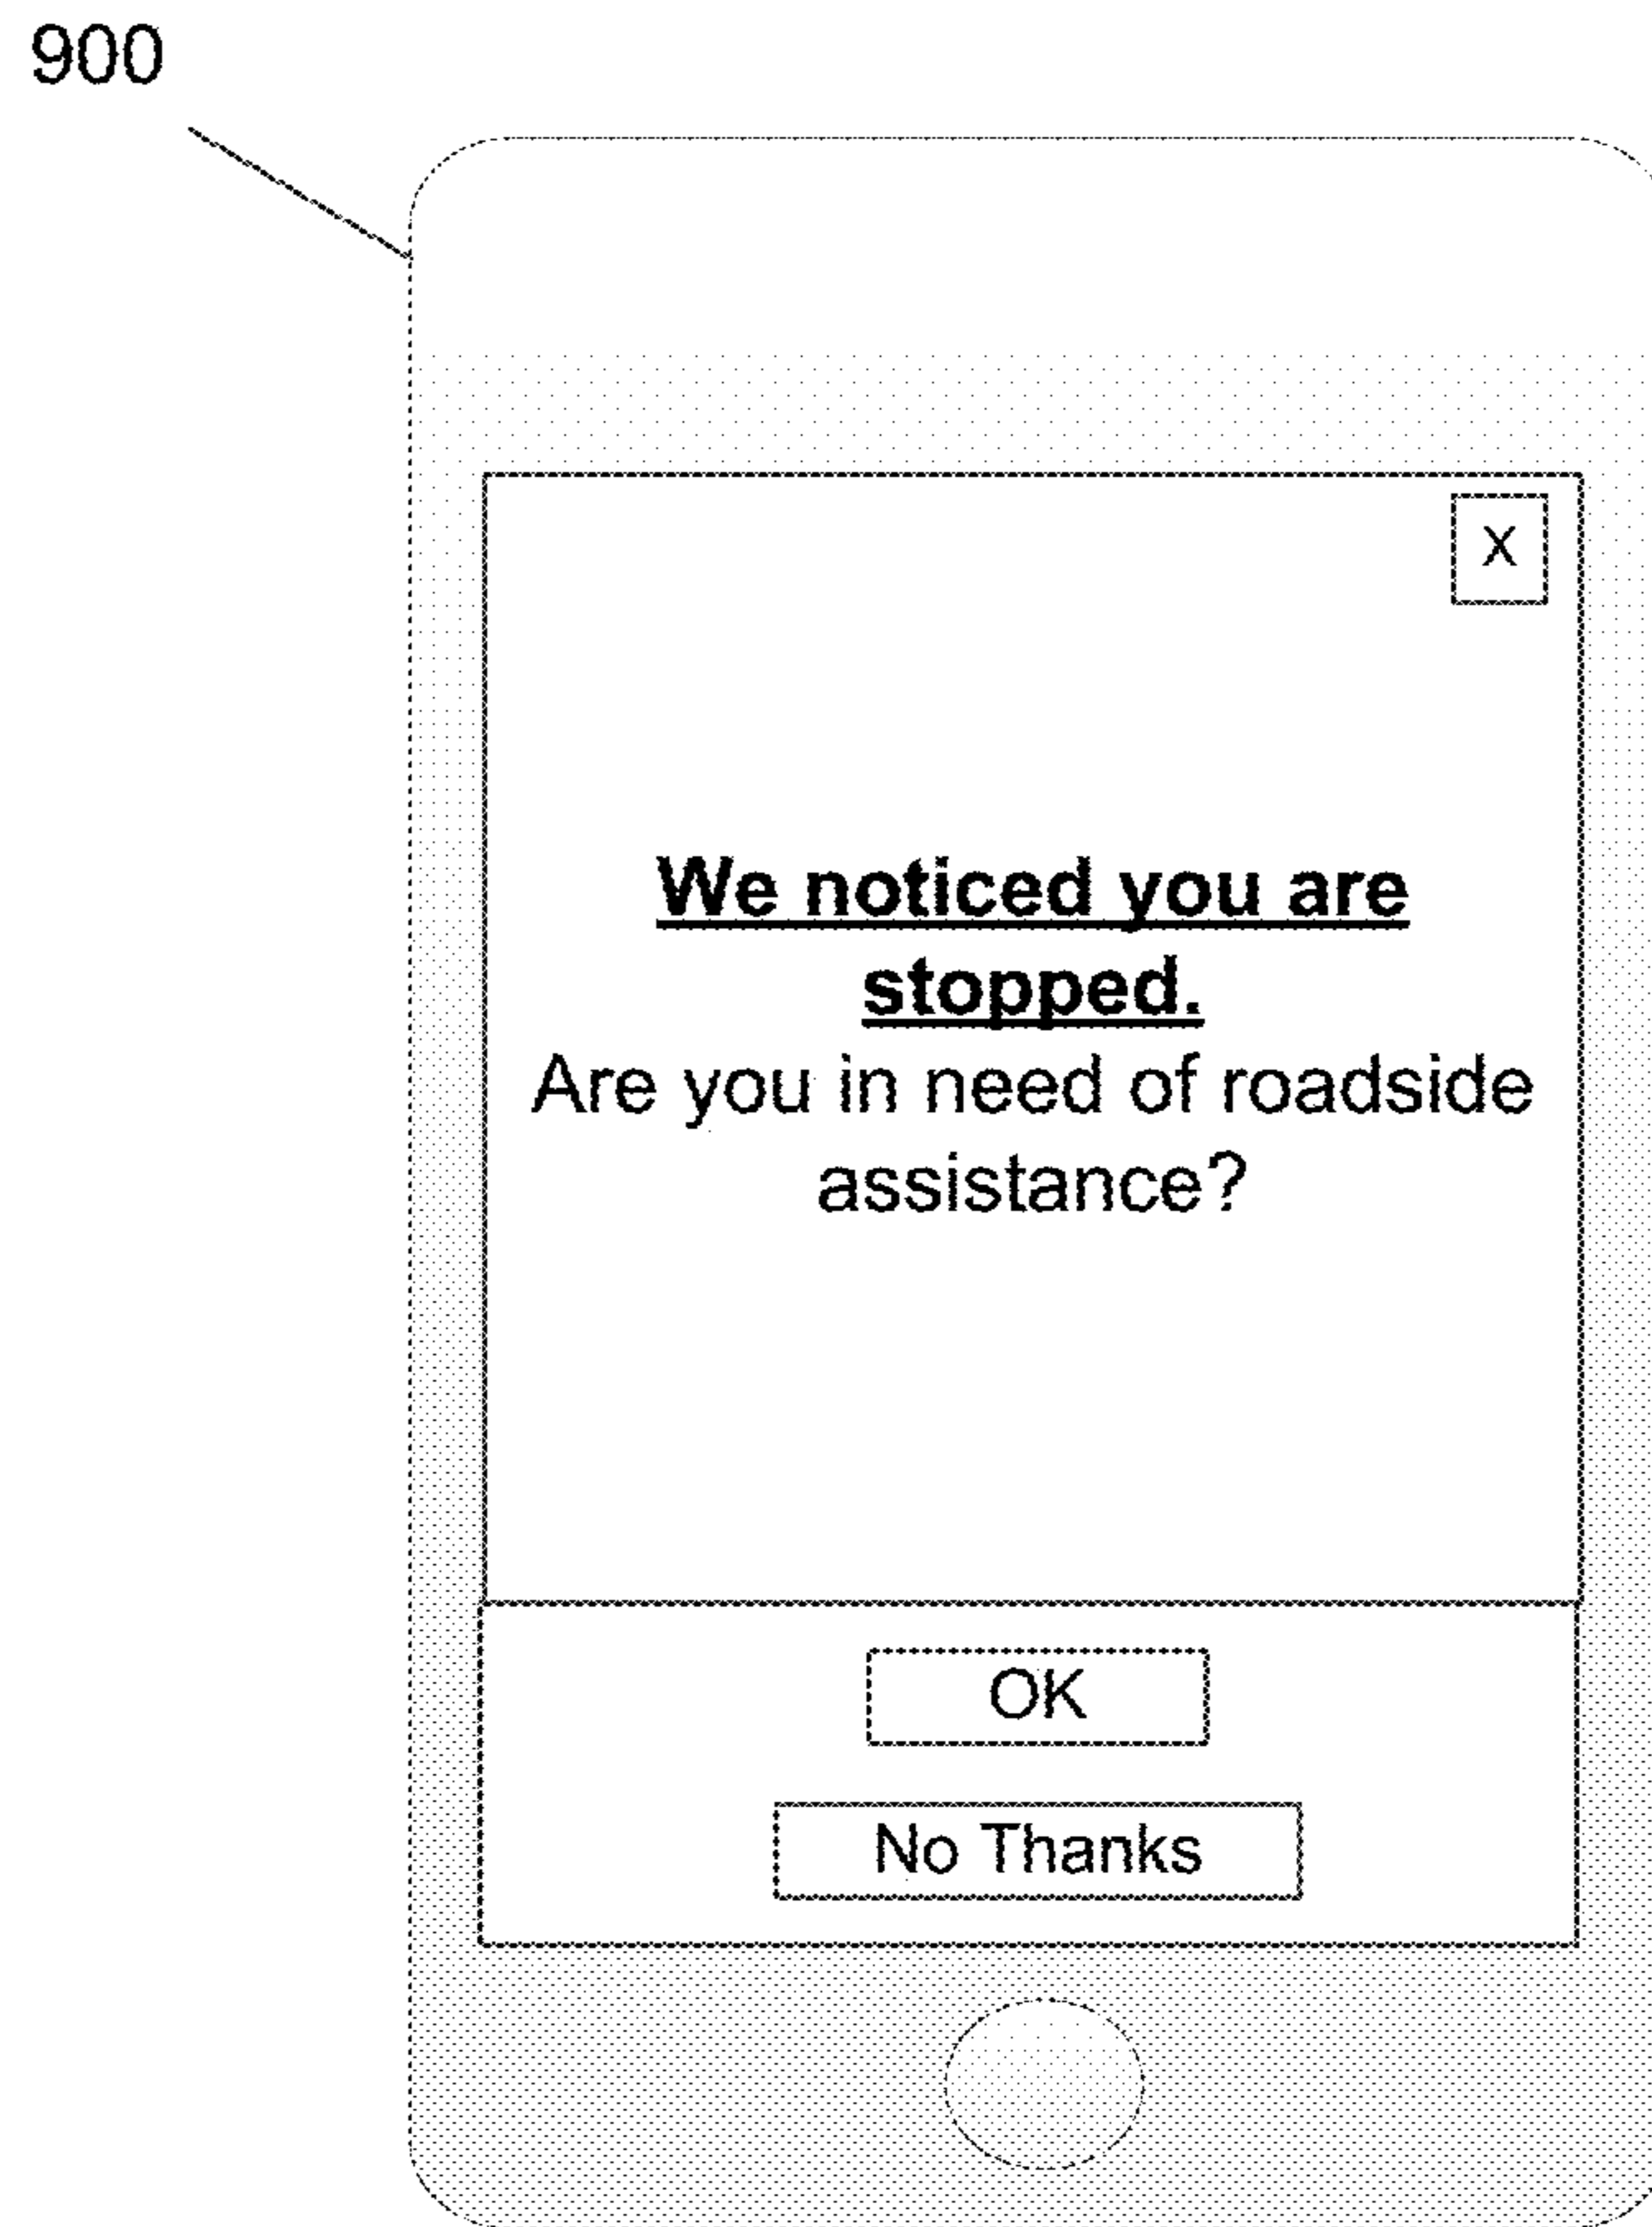 900
X
We noticed you are
stopped.
Are you in need of roadside
assistance?
OK
No Thanks